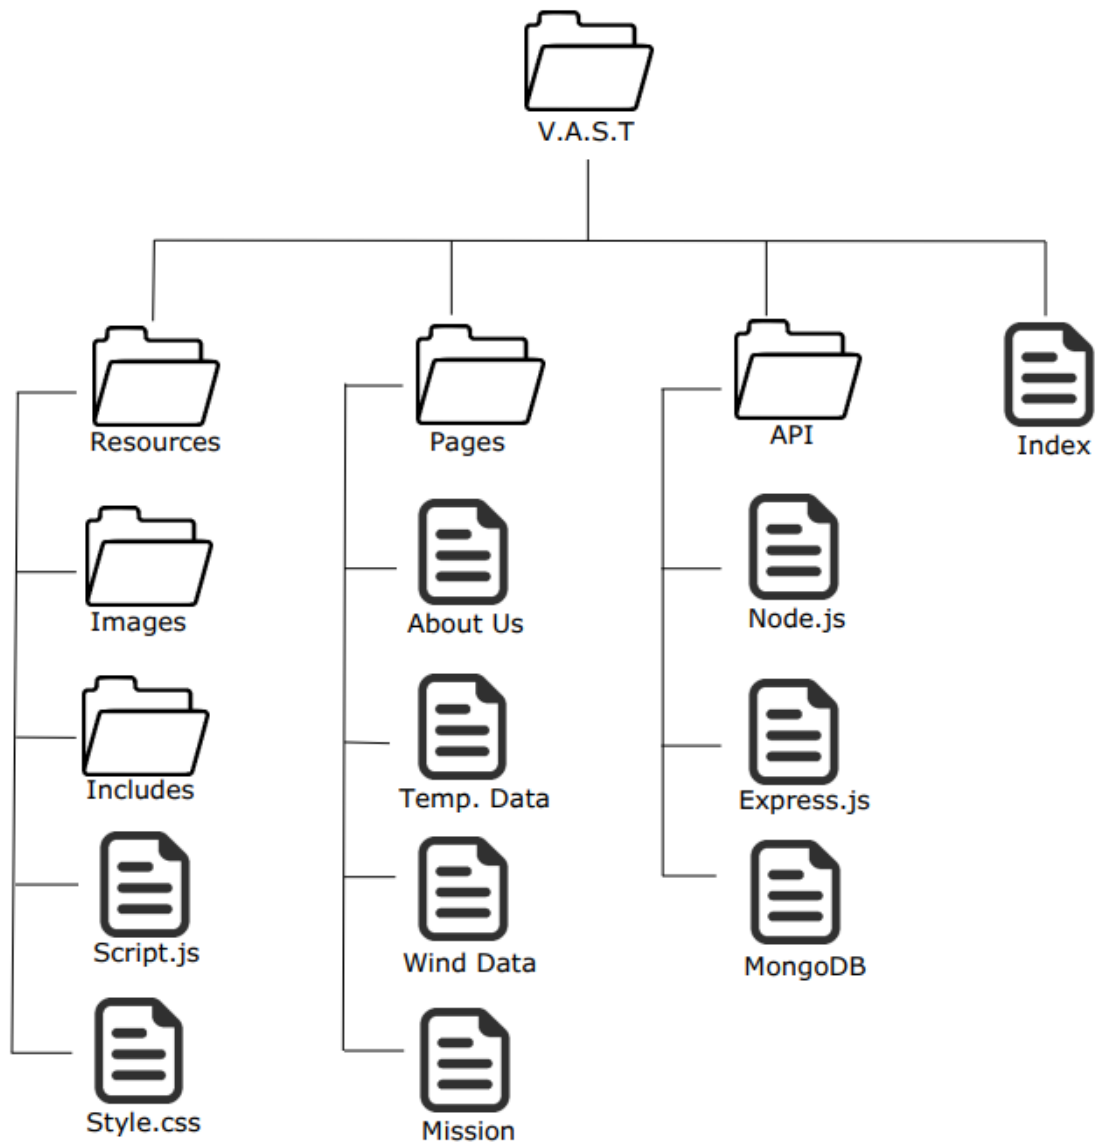 V.A.S.T
Resources
Pages
API
Index
Images
About Us
Node.js
Includes
Temp. Data
Express.js
Script.js
Wind Data
MongoDB
Style.css
Mission